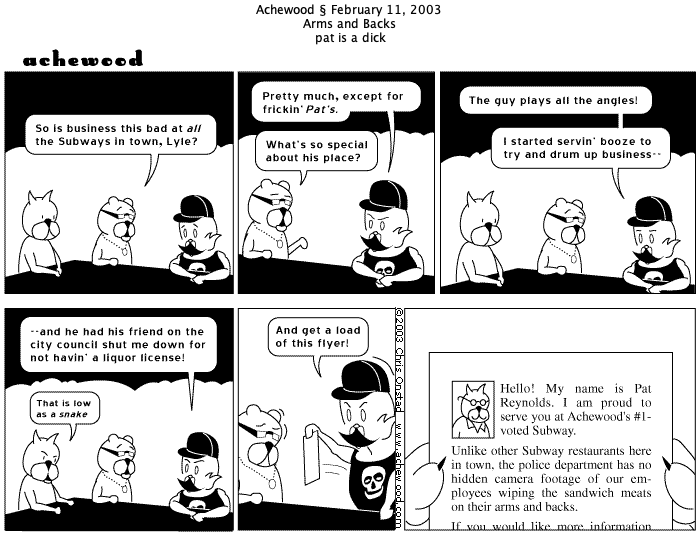 Achewood § February 11, 2003
Arms and Backs
pat is a dick
achewood
So is business this bad at all
the Subways in town, Lyle?
Pretty much, except for
frickin' Pat's.
What's so special
about his place?
The guy plays all the angles!
I started servin' booze to
try and drum up business--
--and he had his friend on the
city council shut me down for
not havin' a liquor license!
That is low
as a snake
And get a load
of this flyer!
©2003 Chris Onstad www.achewood.com
Hello! My name is Pat
Reynolds. I am proud to
serve you at Achewood's #1-
voted Subway.
Unlike other Subway restaurants here
in town, the police department has no
hidden camera footage of our em-
ployees wiping the sandwich meats
on their arms and backs.
If you would like more information